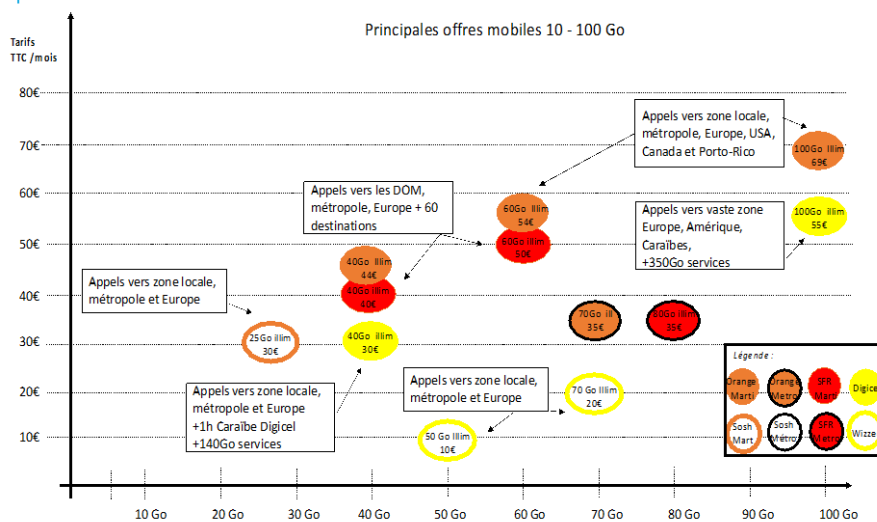 Principales offres mobiles 10 - 100 Go
Tarifs
TTC /mois
80€
70€
60€
50€
40€
30€
20€
10€
Appels vers zone locale,
métropole, Europe, USA,
Canada et Porto-Rico
100Go Illim
69€
Appels vers les DOM,
métropole, Europe + 60
destinations
60Go Illim
54€
60Go illim
50€
Appels vers vaste zone
Europe, Amérique,
Caraïbes,
+350Go services
100Go illim
55€
40Go Illim
44€
40Go illim
40€
Appels vers zone locale,
métropole et Europe
25Go illim
30€
40Go illim
30€
70Go ill
35€
80Go illim
35€
Appels vers zone locale,
métropole et Europe
+1h Caraïbe Digicel
+140Go services
Appels vers zone locale,
métropole et Europe
70 Go Illim
20€
50 Go Illim
10€
Légende :
Orange
Marti
Orange
Metro
SFR
Marti
Digice
Sosh
Mart.
Sosh
Métro
SFR
Metro
Wizze
10 Go
20 Go
30 Go
40 Go
50 Go
60 Go
70 Go
80 Go
90 Go
100 Go